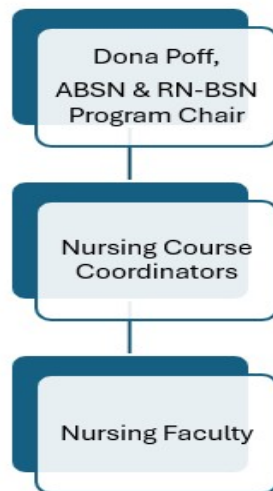 Dona Poff,
ABSN & RN-BSN
Program Chair
Nursing Course
Coordinators
Nursing Faculty